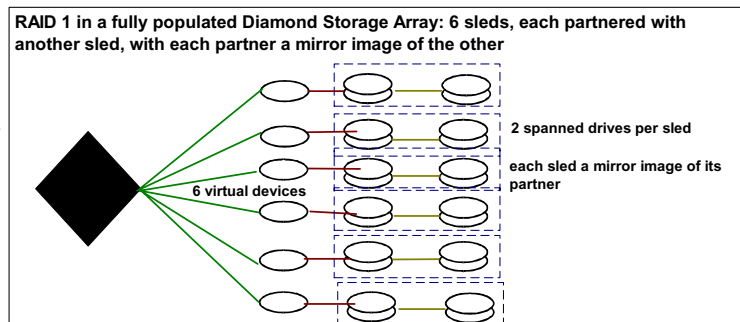 RAID 1 in a fully populated Diamond Storage Array: 6 sleds, each partnered with
another sled, with each partner a mirror image of the other
2 spanned drives per sled
each sled a mirror image of its
partner
6 virtual devices